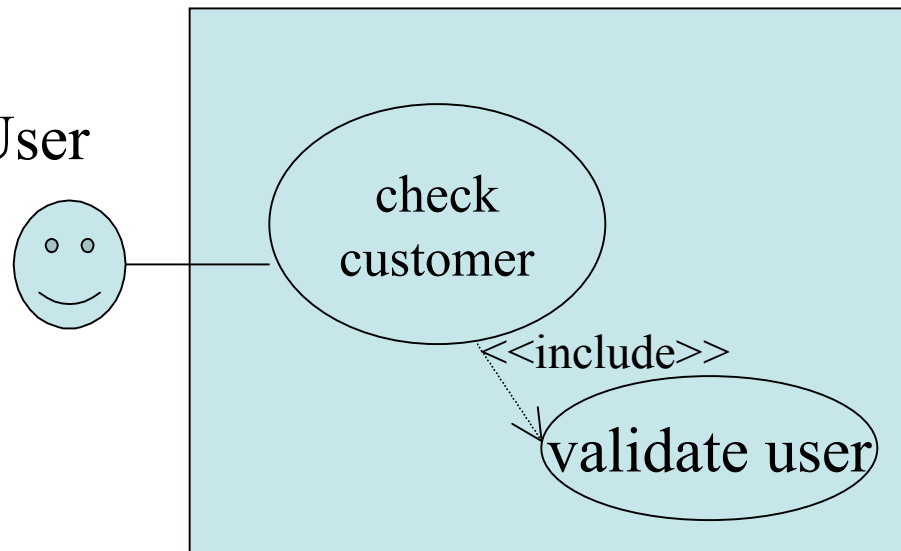 User
check
customer
<<include>>
validate user